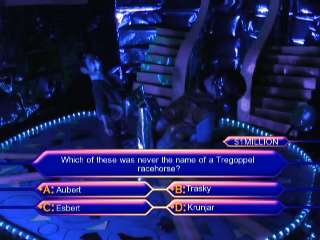 $1 MILLION
Which of these was never the name of a Tregoppel
racehorse?
A: Aubert
B: Trasky
C: Esbert
D: Krunjar